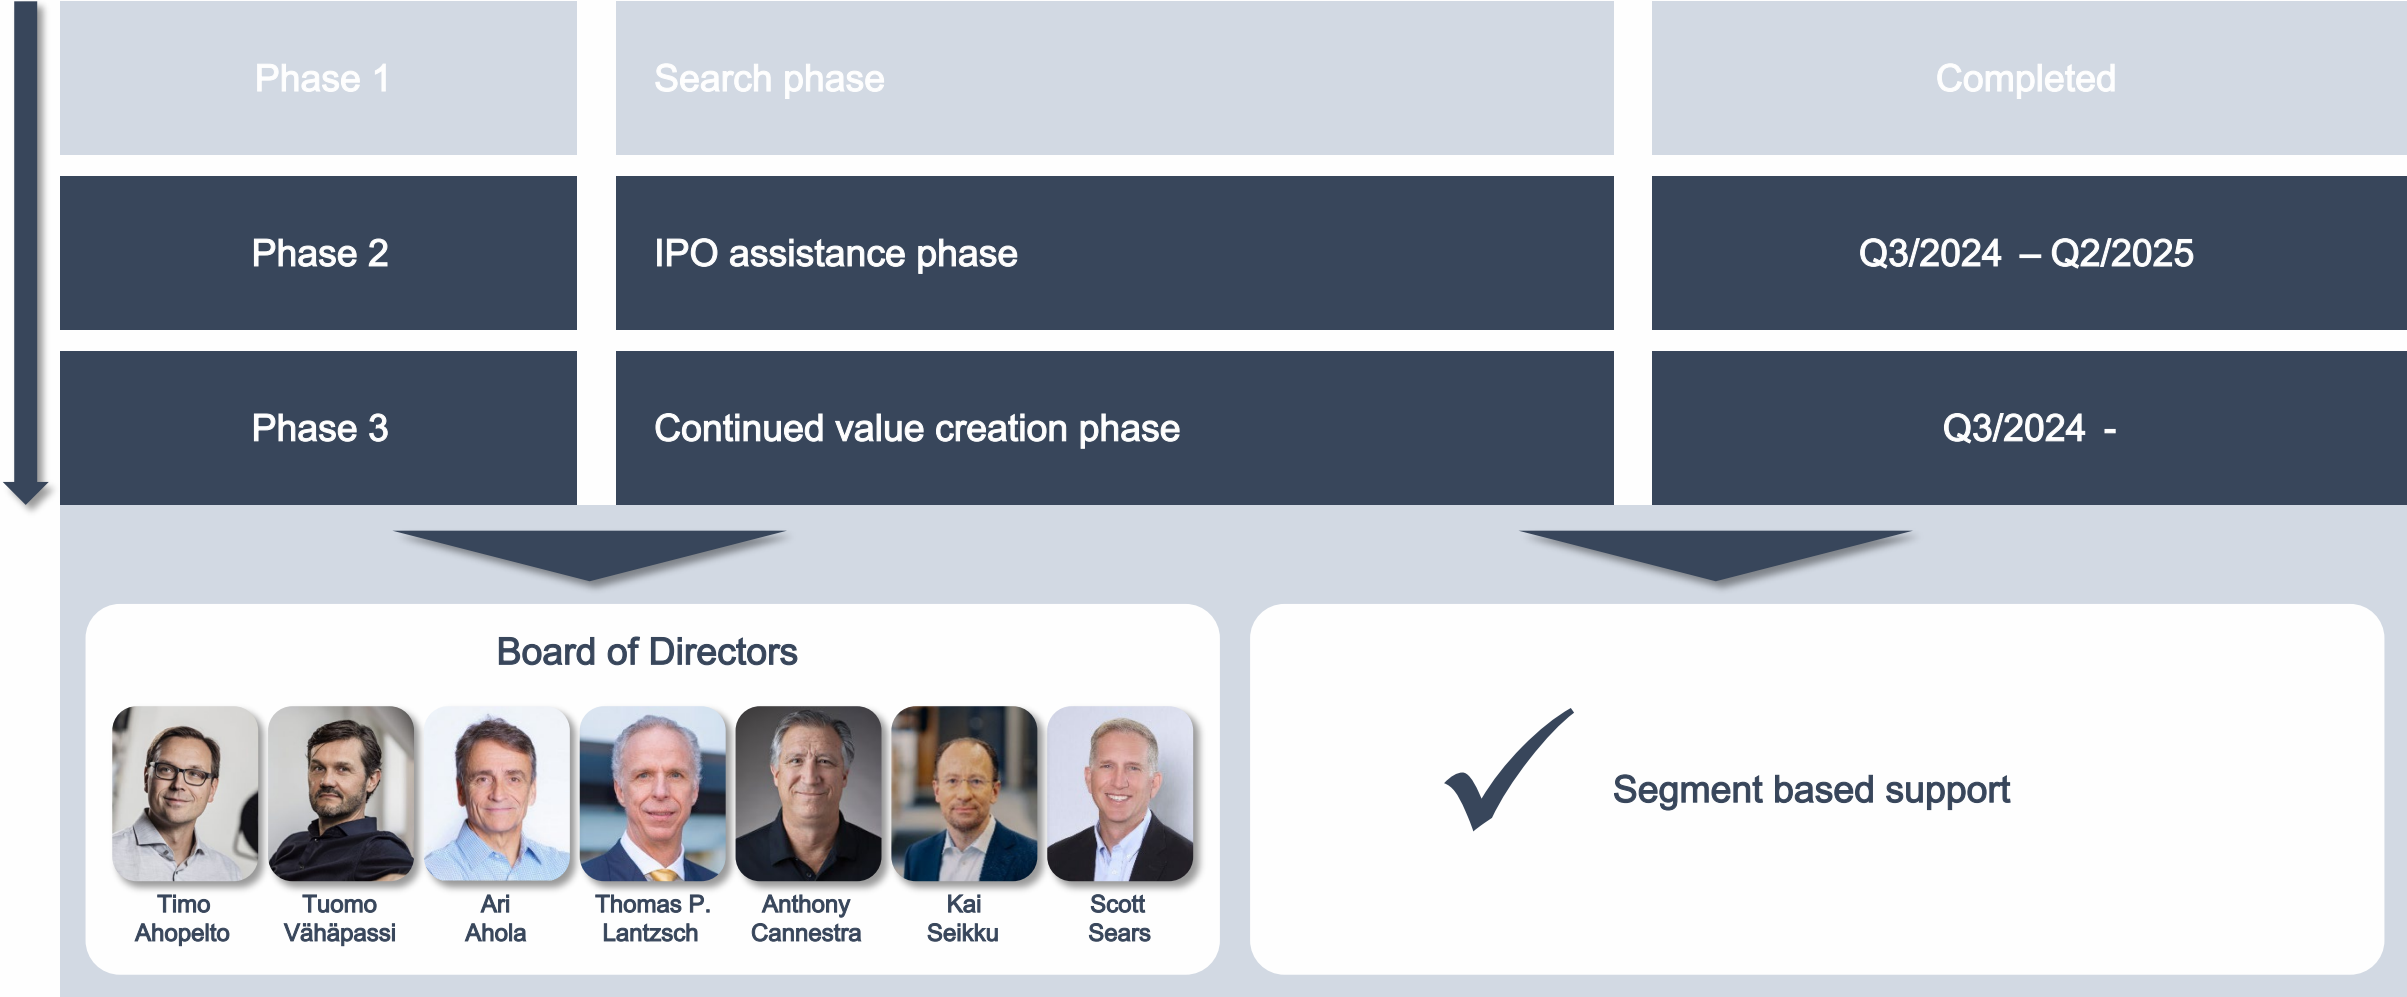 Phase 1
Search phase
Completed
Phase 2
IPO assistance phase
Q3/2024 – Q2/2025
Phase 3
Continued value creation phase
Q3/2024 -
Board of Directors
Timo
Ahopelto
Tuomo
Vähäpassi
Ari
Ahola
Thomas P.
Lantzsch
Anthony
Cannestra
Kai
Seikku
Scott
Sears
Segment based support